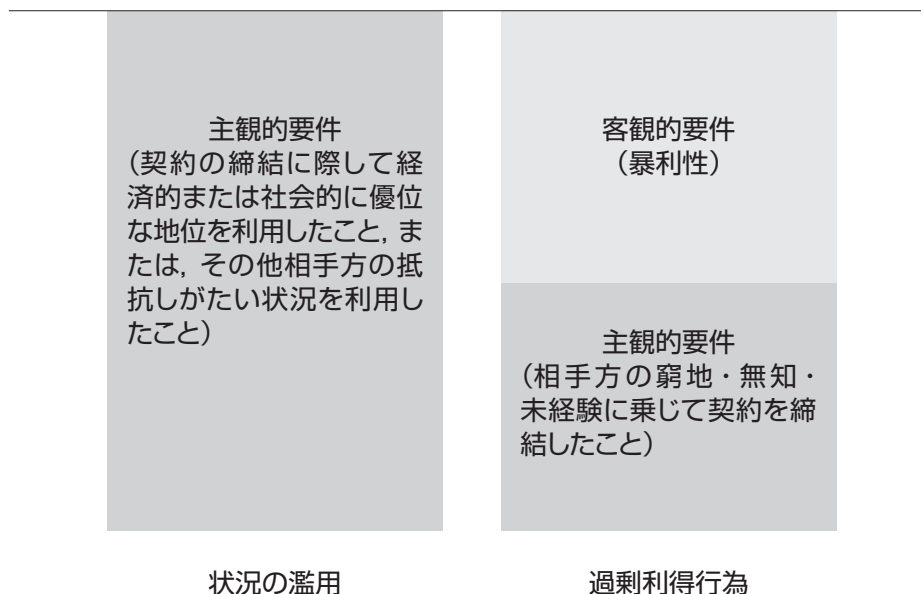 主観的要件
(契約の締結に際して経
済的または社会的に優位
な地位を利用したこと, ま
たは, その他相手方の抵
抗しがたい状況を利用し
たこと)
客観的要件
(暴利性)
主観的要件
(相手方の窮地・無知・
未経験に乗じて契約を締
結したこと)
状況の濫用
過剰利得行為